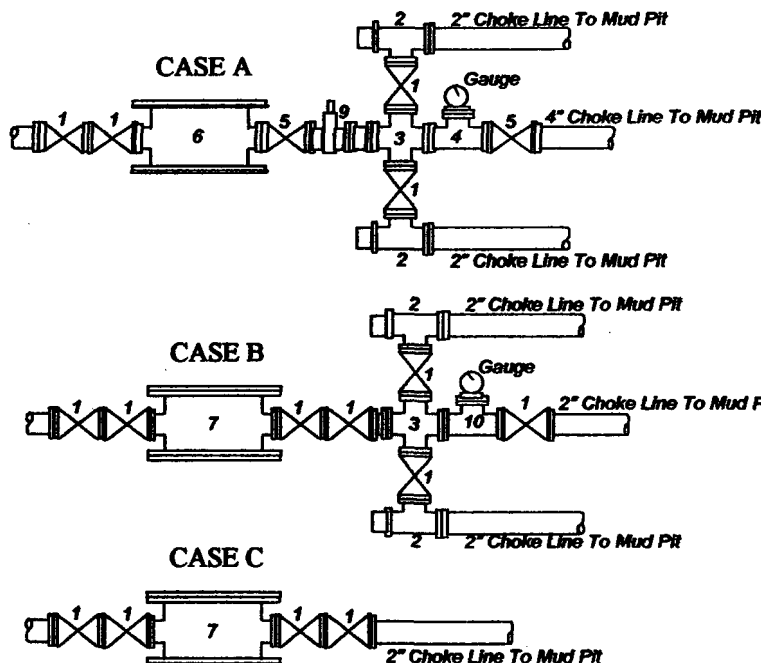 2" Choke Line To Mud Pit
2
CASE A
Gauge
1
1
1
6
5
9
3
4
5
4" Choke Line To Mud Pit
1
2
2" Choke Line To Mud Pit
2
2" Choke Line To Mud Pit
CASE B
Gauge
1
1
1
7
1
1
3
10
1
2" Choke Line To Mud P
1
2
2" Choke Line To Mud Pit
CASE C
1
1
7
1
1
2" Choke Line To Mud Pit